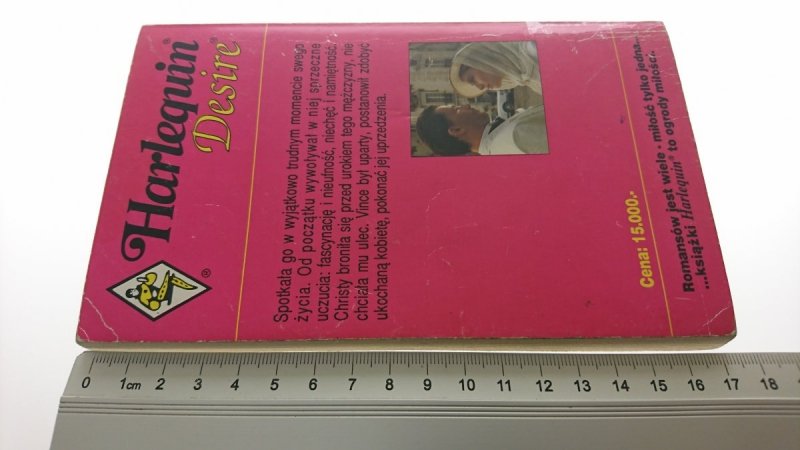 Harlequin®
Desire®
®
Spotkała go w wyjątkowo trudnym momencie swego
życia. Od początku wywoływał w niej sprzeczne
uczucia: fascynację i nieufność, niechęć i namiętność.
Christy broniła się przed urokiem tego mężczyzny, nie
chciała mu ulec. Vince był uparty, postanowił zdobyć
ukochaną kobietę, pokonać jej uprzedzenia.
Cena: 15.000.-
Romansów jest wiele - miłość tylko jedna...
...książki Harlequin® to ogrody miłości.
0 1cm 2 3 4 5 6 7 8 9 10 11 12 13 14 15 16 17 18